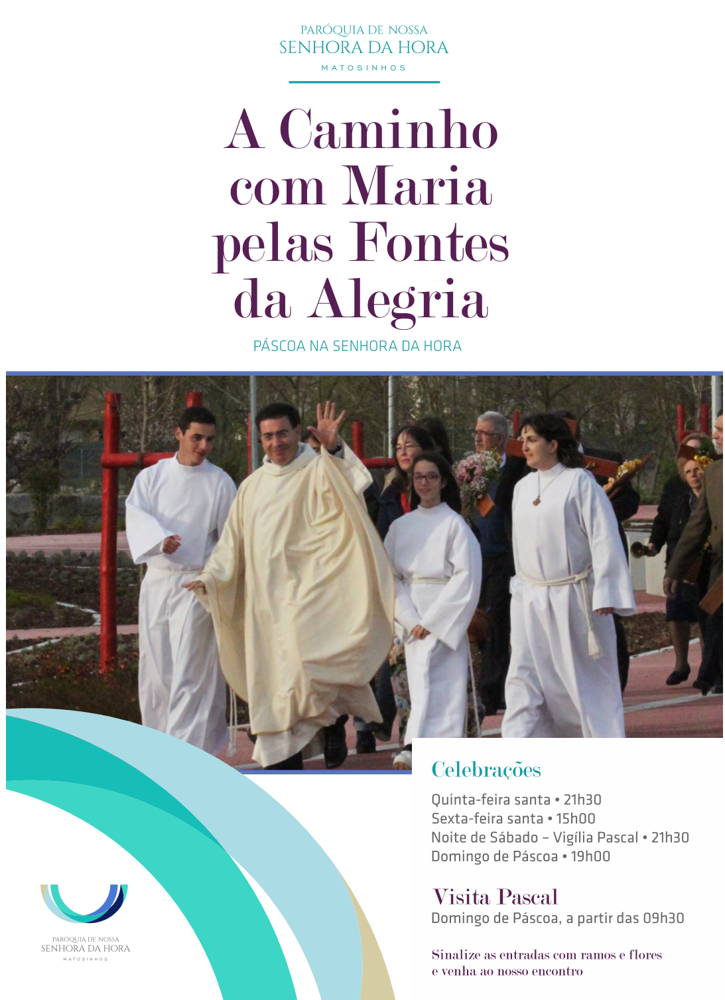 PARÓQUIA DE NOSSA
SENHORA DA HORA
MATOSINHOS
A Caminho
com Maria
pelas Fontes
da Alegria
PÁSCOA NA SENHORA DA HORA
Celebrações
Quinta-feira santa • 21h30
Sexta-feira santa • 15h00
Noite de Sábado – Vigília Pascal • 21h30
Domingo de Páscoa • 19h00
Visita Pascal
Domingo de Páscoa, a partir das 09h30
Sinalize as entradas com ramos e flores
e venha ao nosso encontro
PARÓQUIA DE NOSSA
SENHORA DA HORA
MATOSINHOS